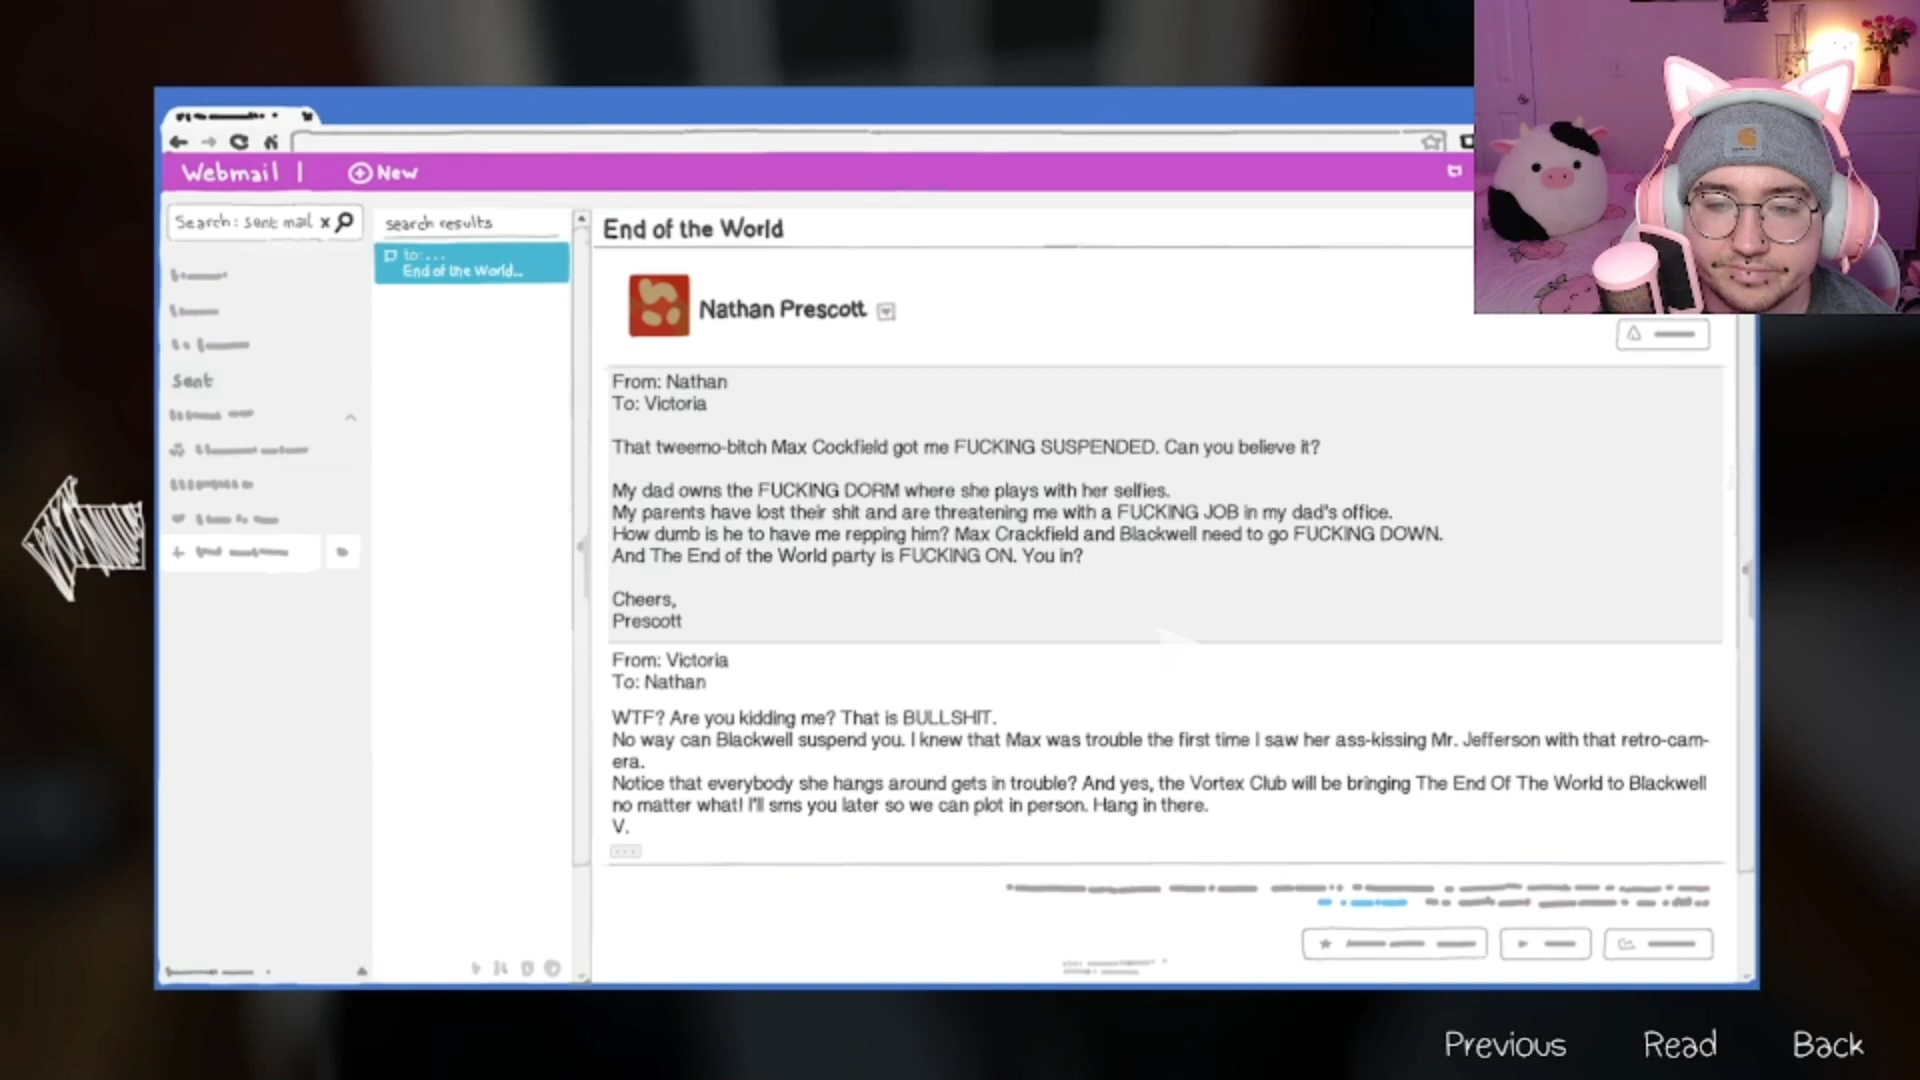 Webmail | New
Search: sent mail x
search results
End of the World
to:...
End of the World...
Nathan Prescott
Sent
From: Nathan
To: Victoria
That tweemo-bitch Max Cockfield got me FUCKING SUSPENDED. Can you believe it?
My dad owns the FUCKING DORM where she plays with her selfies.
My parents have lost their shit and are threatening me with a FUCKING JOB in my dad's office.
How dumb is he to have me repping him? Max Crackfield and Blackwell need to go FUCKING DOWN.
And The End of the World party is FUCKING ON. You in?
Cheers,
Prescott
From: Victoria
To: Nathan
WTF? Are you kidding me? That is BULLSHIT.
No way can Blackwell suspend you. I knew that Max was trouble the first time I saw her ass-kissing Mr. Jefferson with that retro-cam-
era.
Notice that everybody she hangs around gets in trouble? And yes, the Vortex Club will be bringing The End Of The World to Blackwell
no matter what! I'll sms you later so we can plot in person. Hang in there.
V.
Previous Read Back